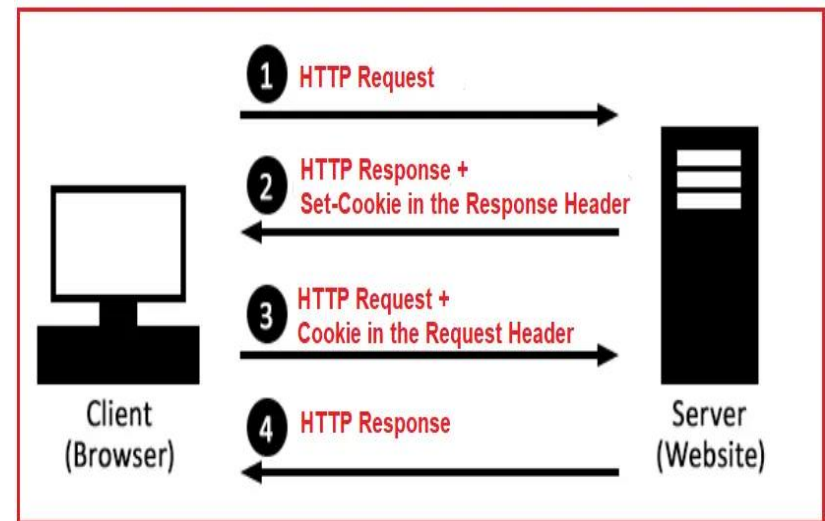 1 HTTP Request
2 HTTP Response +
Set-Cookie in the Response Header
3 HTTP Request +
Cookie in the Request Header
4 HTTP Response
Client
(Browser)
Server
(Website)